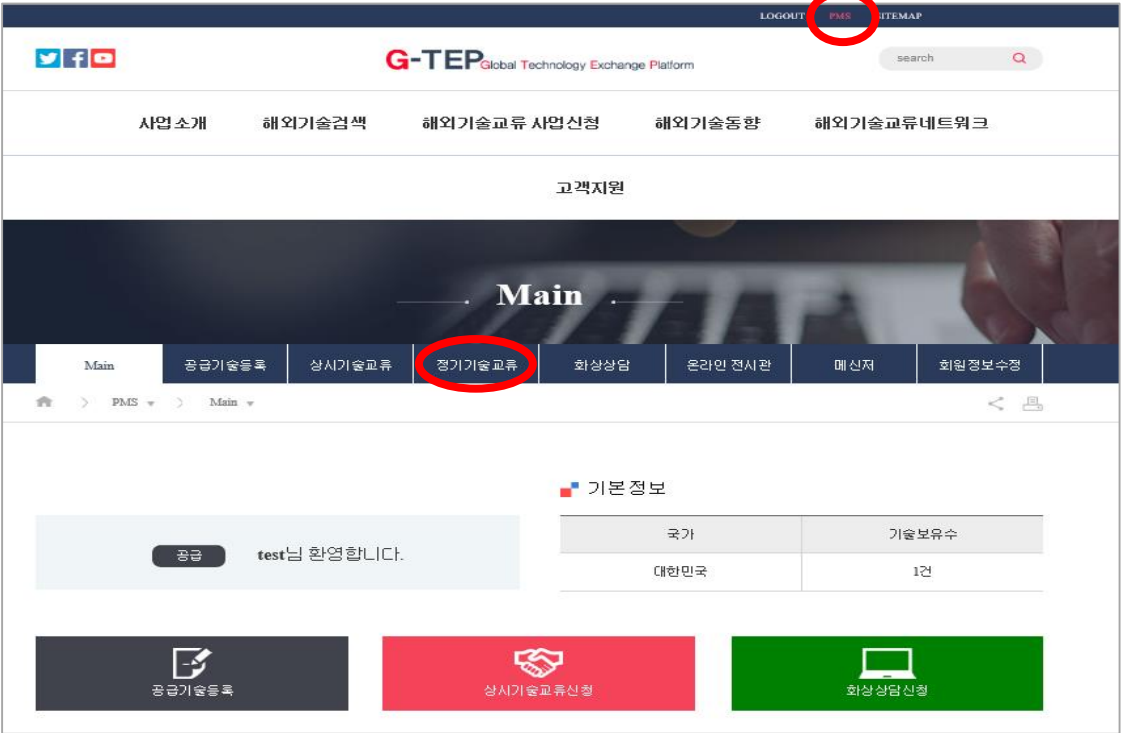 LOGOUT PMS SITEMAP
G-TEP Global Technology Exchange Platform
search
사업소개 해외기술검색 해외기술교류 사업신청 해외기술동향 해외기술교류네트워크
고객지원
Main
Main 공급기술등록 상시기술교류 정기기술교류 화상상담 온라인 전시관 메신저 회원정보수정
PMS Main
기본정보
국가 기술보유수
공급 test님 환영합니다.
대한민국 1건
공급기술등록 상시기술교류신청 화상상담신청